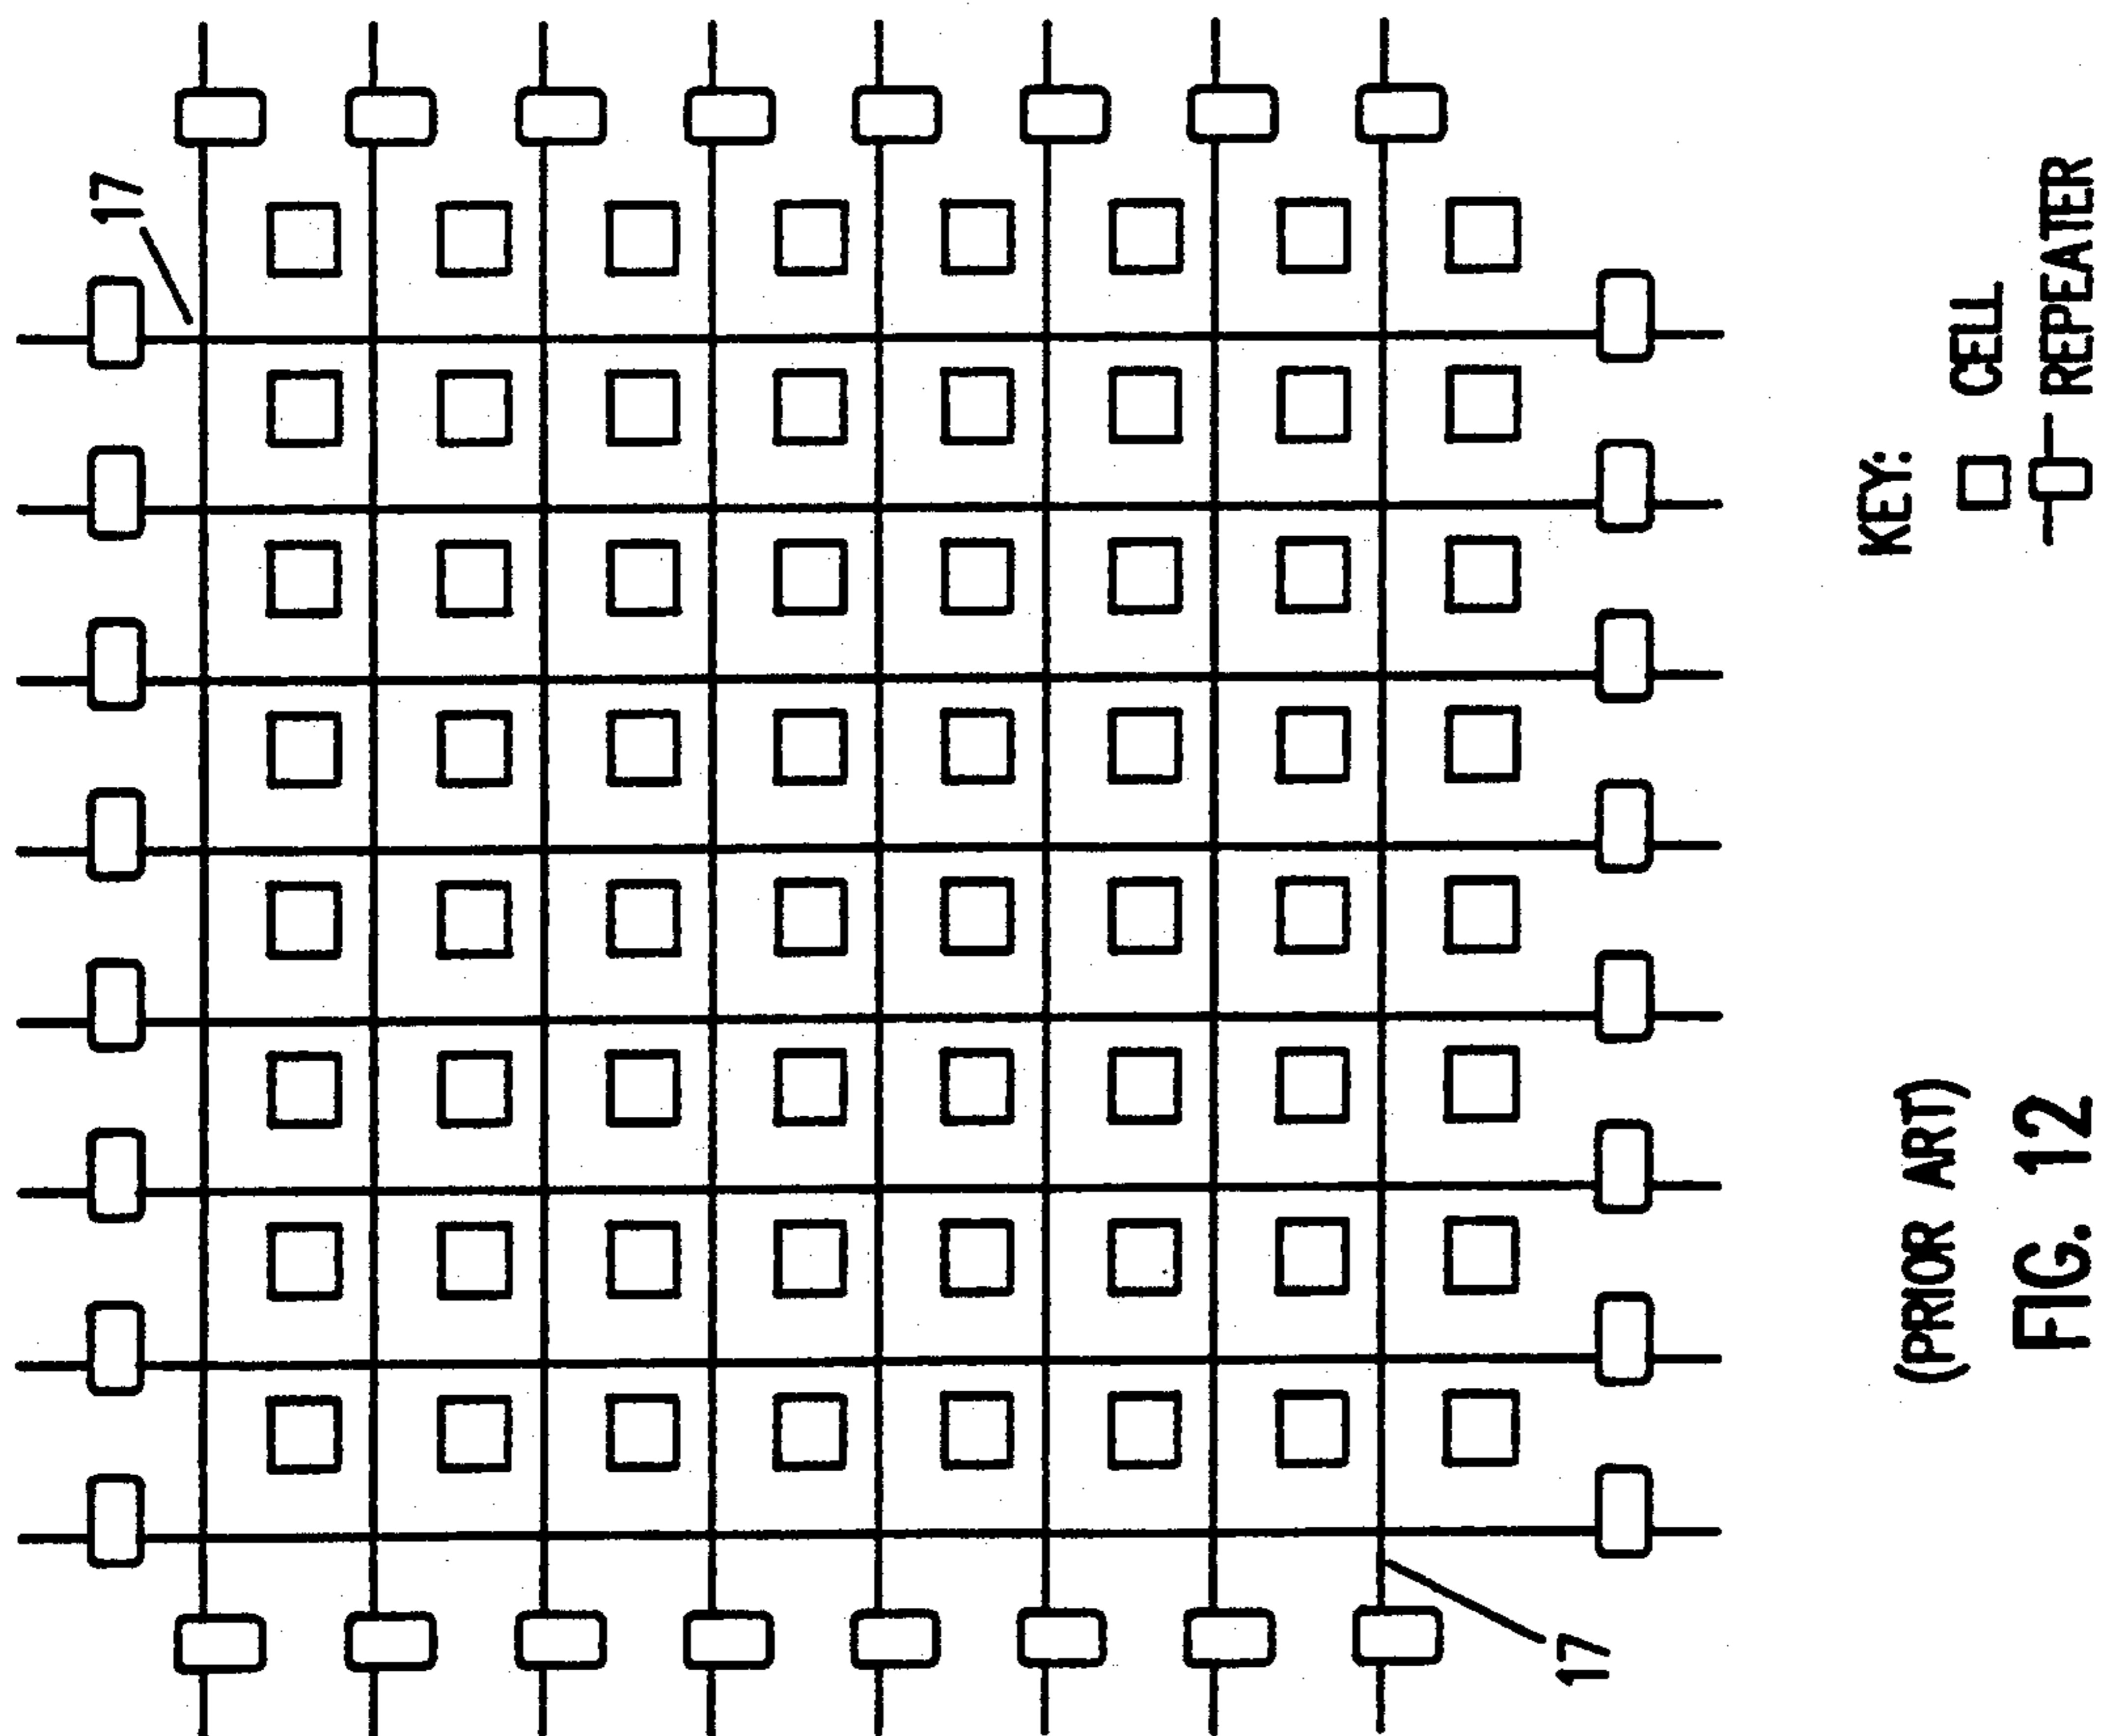 17
17
KEY:
CELL
REPEATER
(PRIOR ART)
FIG. 12